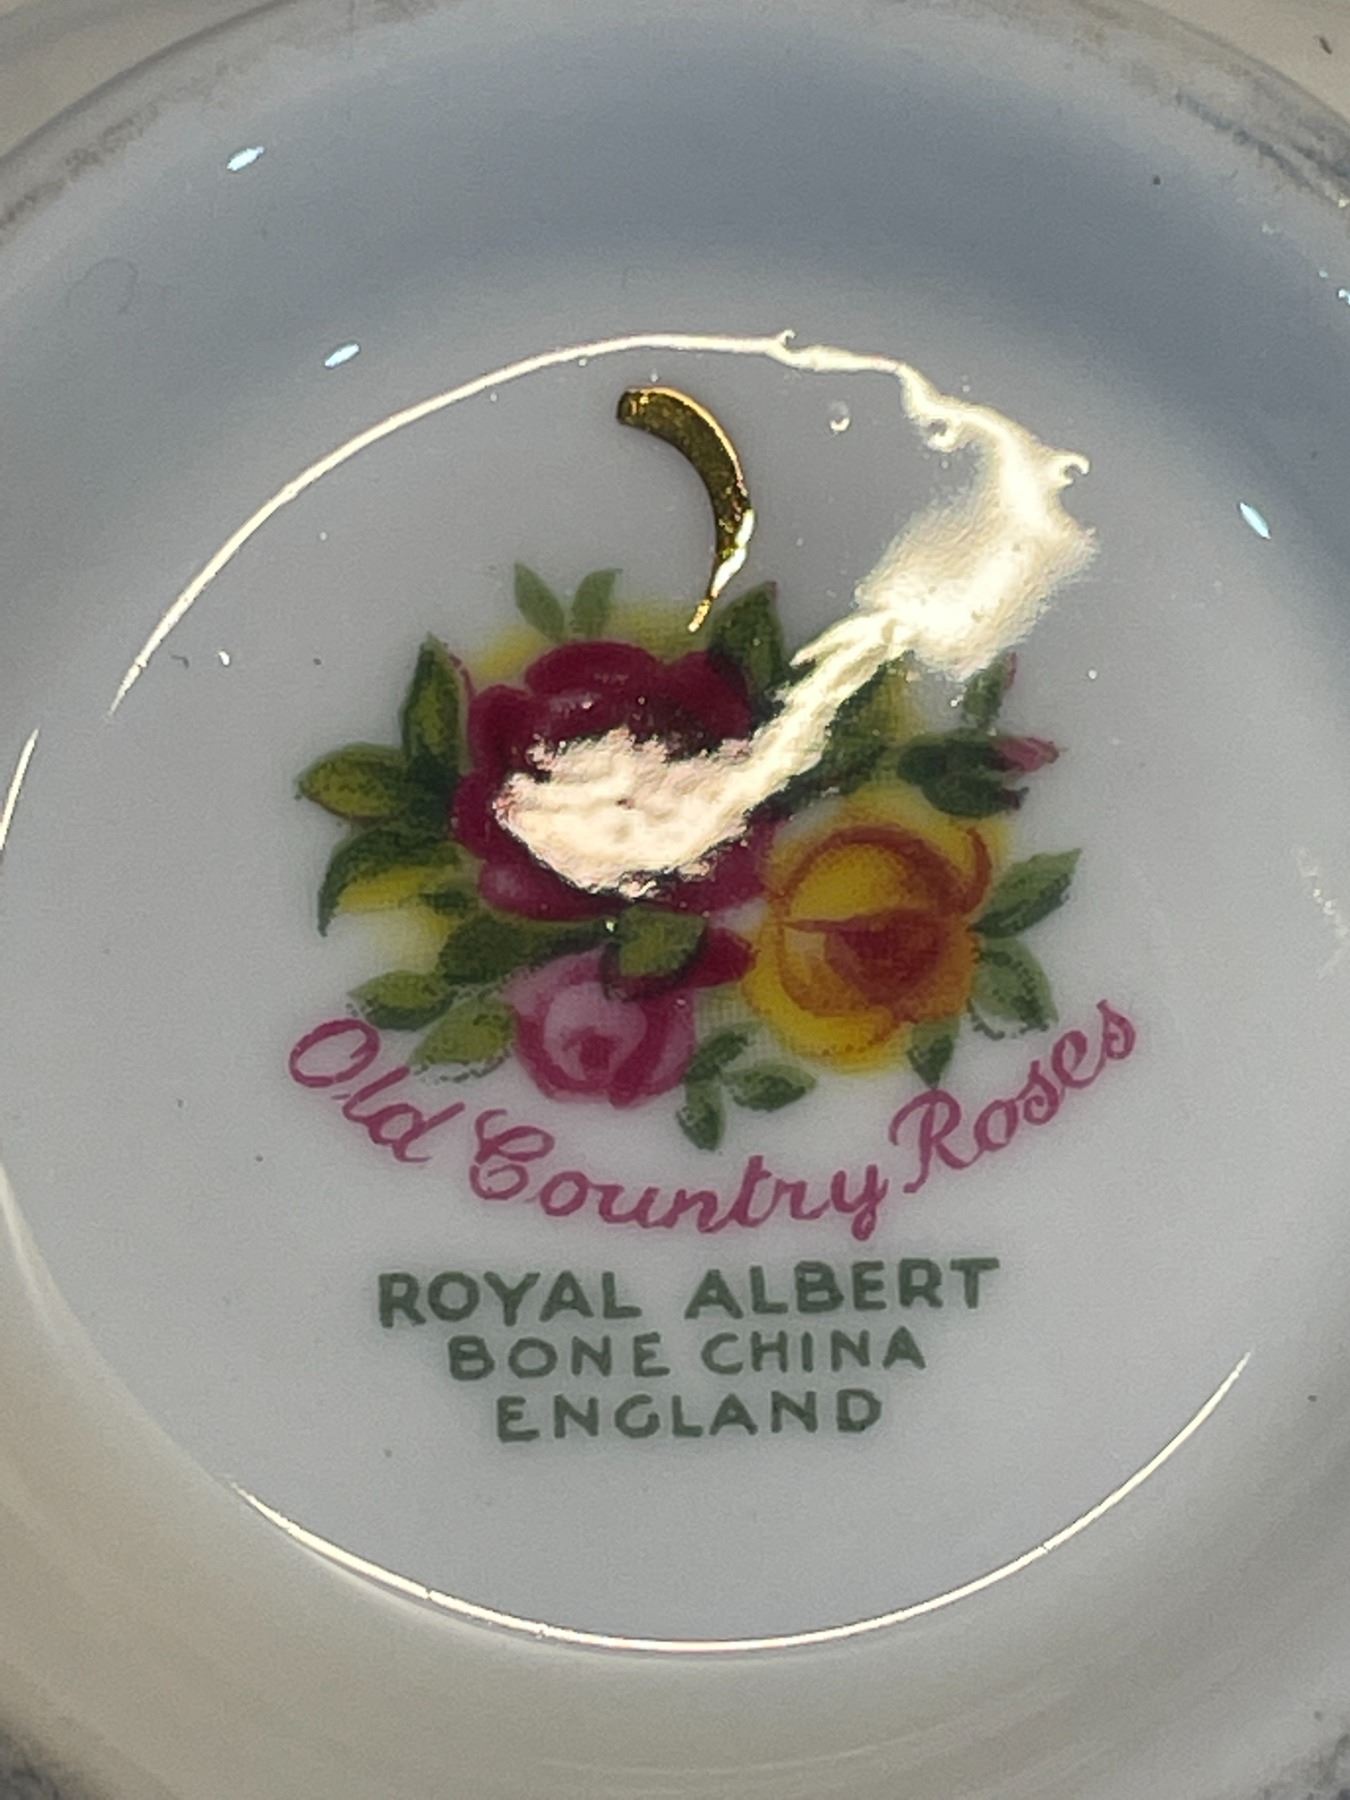 Old Country Roses
ROYAL ALBERT
BONE CHINA
ENGLAND